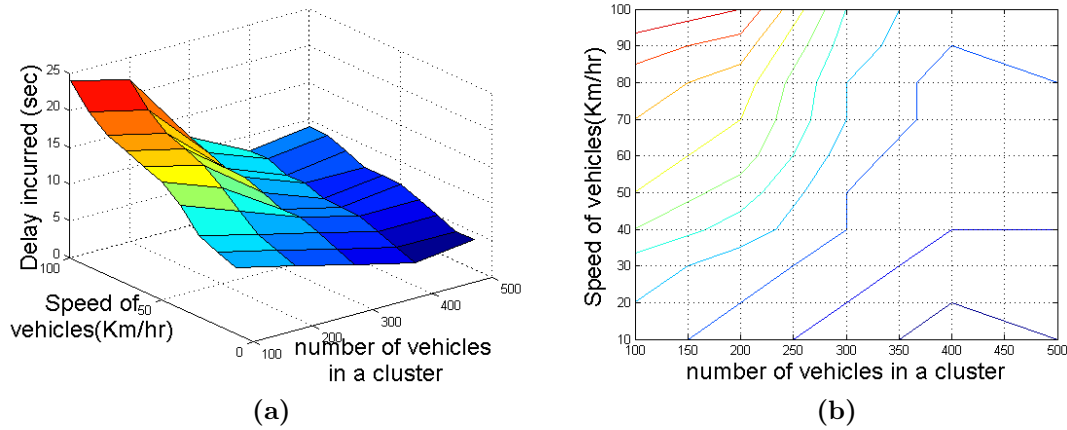 25
20
15
10
5
0
Delay incurred (sec)
100
50
0
Speed of
vehicles(Km/hr)
100
200
300
400
500
number of vehicles
in a cluster
(a)
100
90
80
70
60
50
40
30
20
10
Speed of vehicles(Km/hr)
100 150 200 250 300 350 400 450 500
number of vehicles in a cluster
(b)